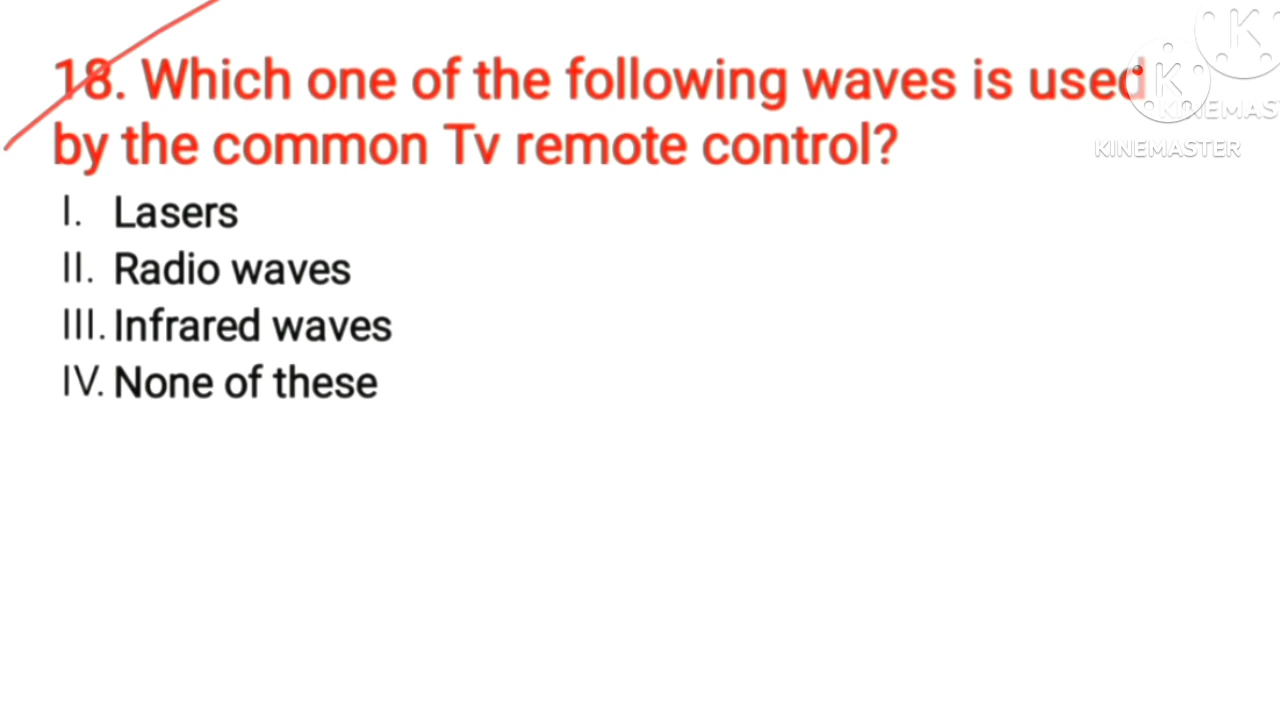 18. Which one of the following waves is used
by the common Tv remote control?
I. Lasers
II. Radio waves
III. Infrared waves
IV. None of these
K
K
KINEMAS
KINEMASTER